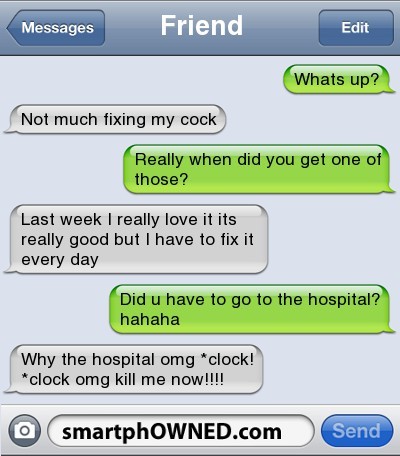 Messages
Friend
Edit
Whats up?
Not much fixing my cock
Really when did you get one of
those?
Last week I really love it its
really good but I have to fix it
every day
Did u have to go to the hospital?
hahaha
Why the hospital omg *clock!
*clock omg kill me now!!!!
smartphOWNED.com
Send